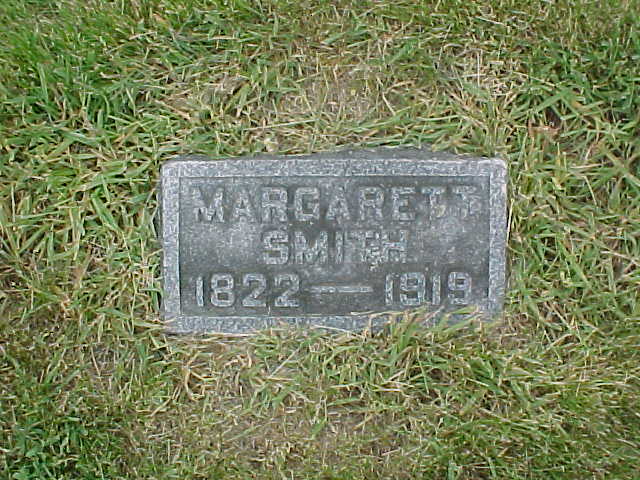 MARGARETT
SMITH
1822 — 1919